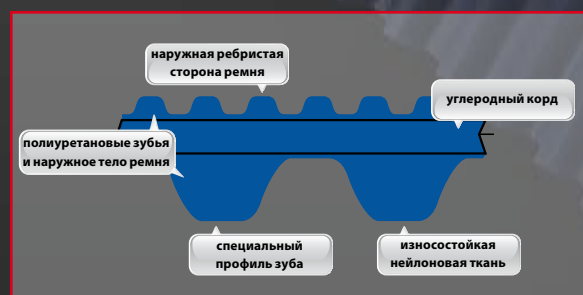 наружная ребристая
сторона ремня
углеродный корд
полиуретановые зубья
и наружное тело ремня
специальный
профиль зуба
износостойкая
нейлоновая ткань